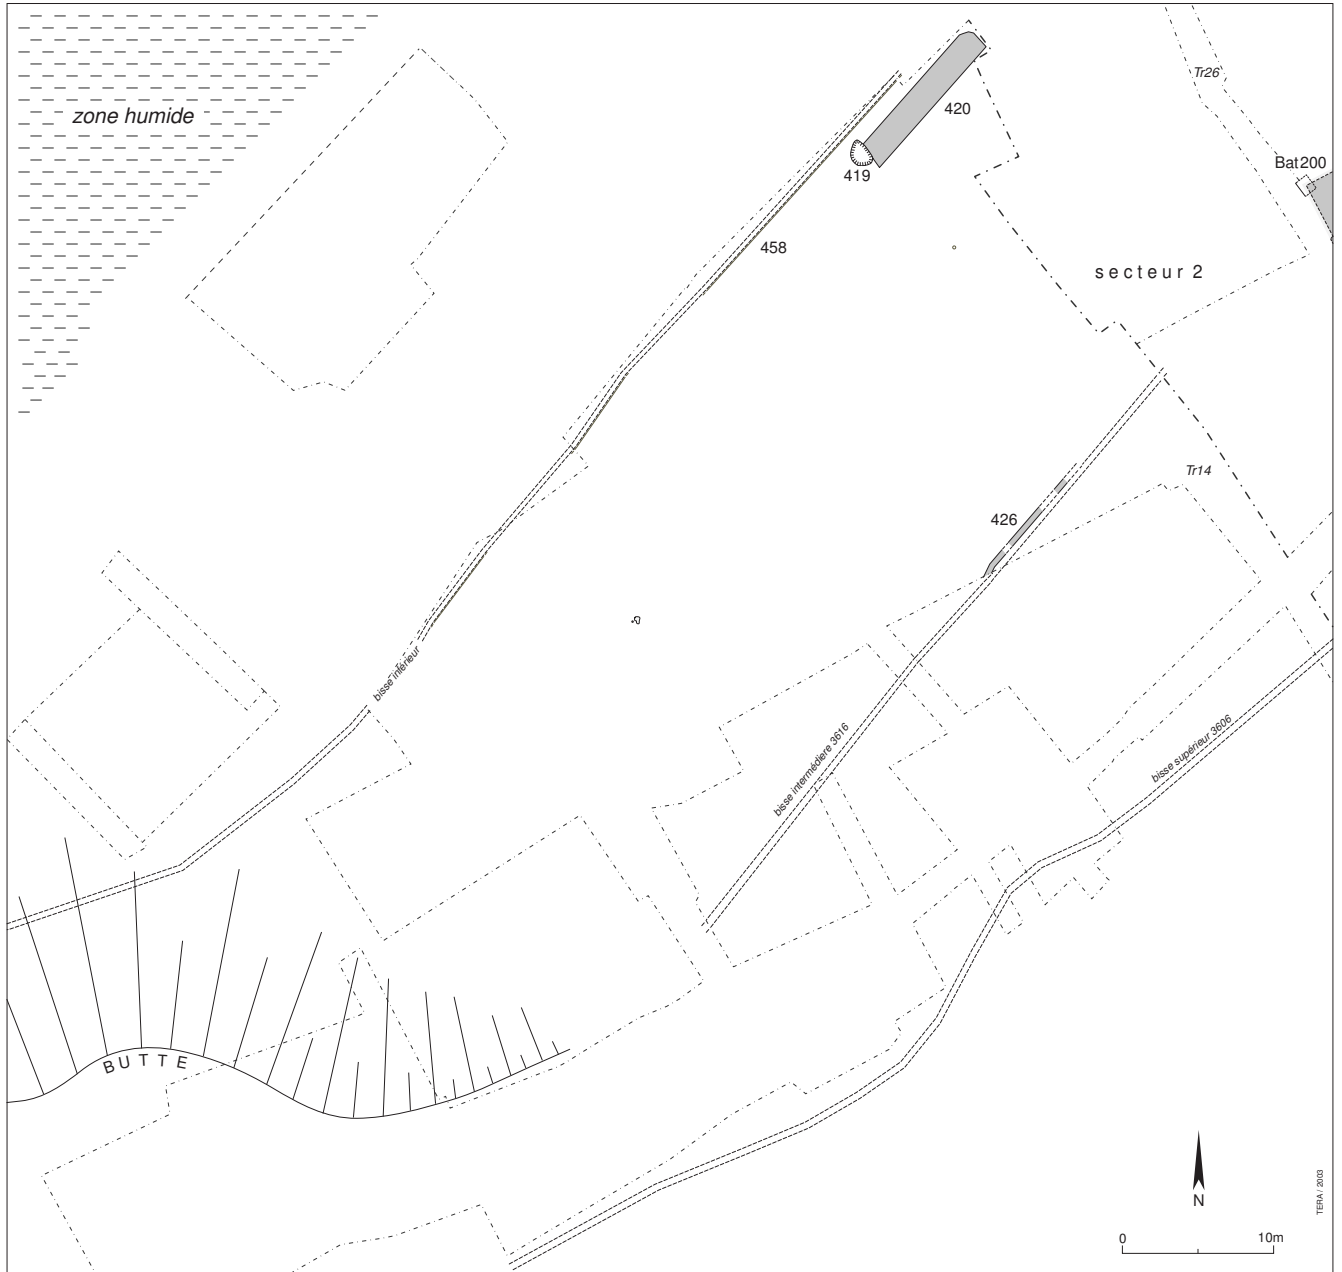 Tr26
zone humide
420
Bat200
419
458
secteur 2
Tr14
426
bisse inférieur
bisse intermédiere 3616
bisse supérieur 3606
BUTTE
N
TERA / 2003
0 10m